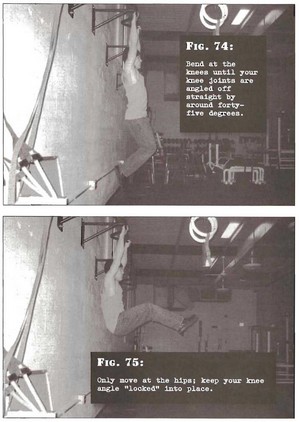 FIG. 74:
Bend at the
knees until your
knee joints are
angled off
straight by
around forty-
five degrees.
FIG. 75:
Only move at the hips; keep your knee
angle "locked" into place.